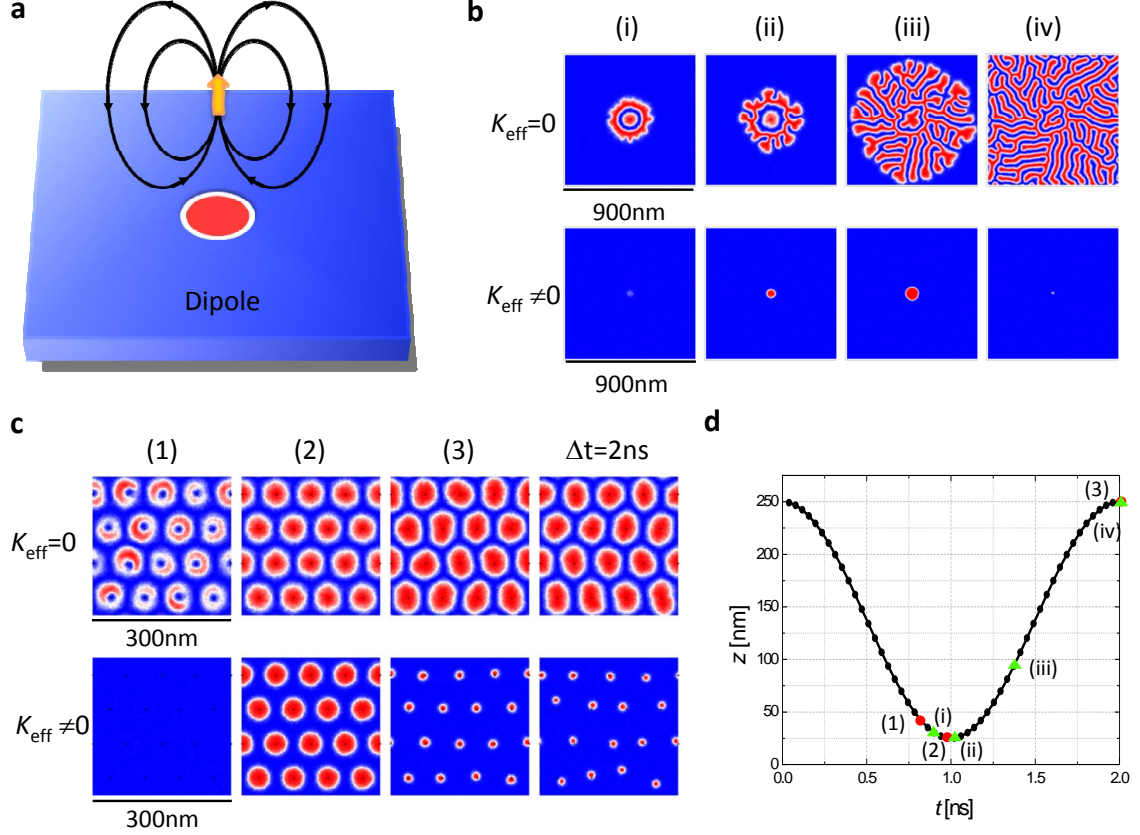 a
Dipole
b
(i) (ii) (iii) (iv)
Keff=0
900nm
Keff ≠0
900nm
c
(1) (2) (3) Δt=2ns
Keff=0
300nm
Keff ≠0
300nm
d
250
200
150
100
50
0
z [nm]
0.0 0.5 1.0 1.5 2.0
t [ns]
(1)
(i)
(2)
(ii)
(iii)
(3)
(iv)